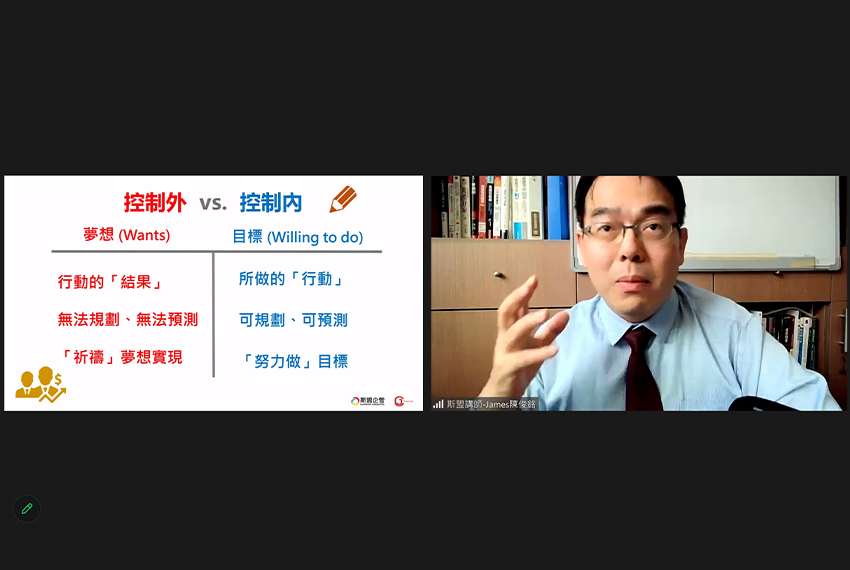 控制外 vs. 控制內
夢想 (Wants)
目標 (Willing to do)
行動的「結果」
無法規劃、無法預測
「祈禱」夢想實現
所做的「行動」
可規劃、可預測
「努力做」目標
$
斯盟企管
斯盟講師-James陳俊銘